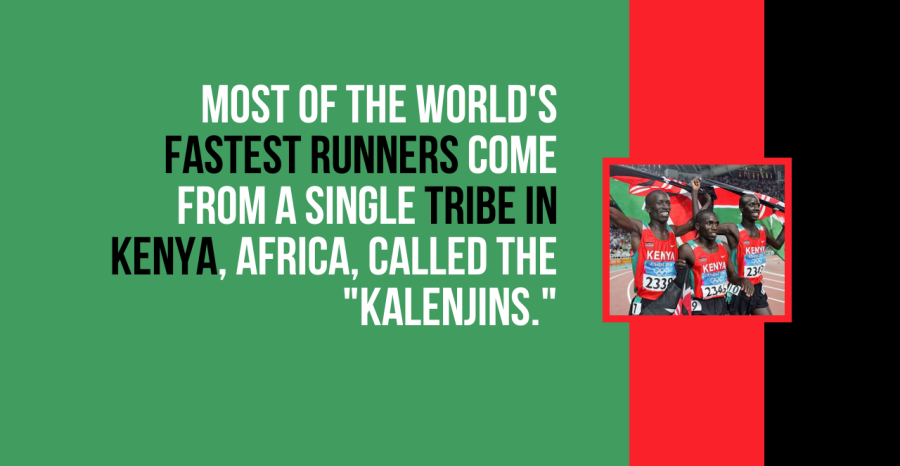 MOST OF THE WORLD'S
FASTEST RUNNERS COME
FROM A SINGLE TRIBE IN
KENYA, AFRICA, CALLED THE
"KALENJINS."
KENYA
2338
KENYA
KENYA